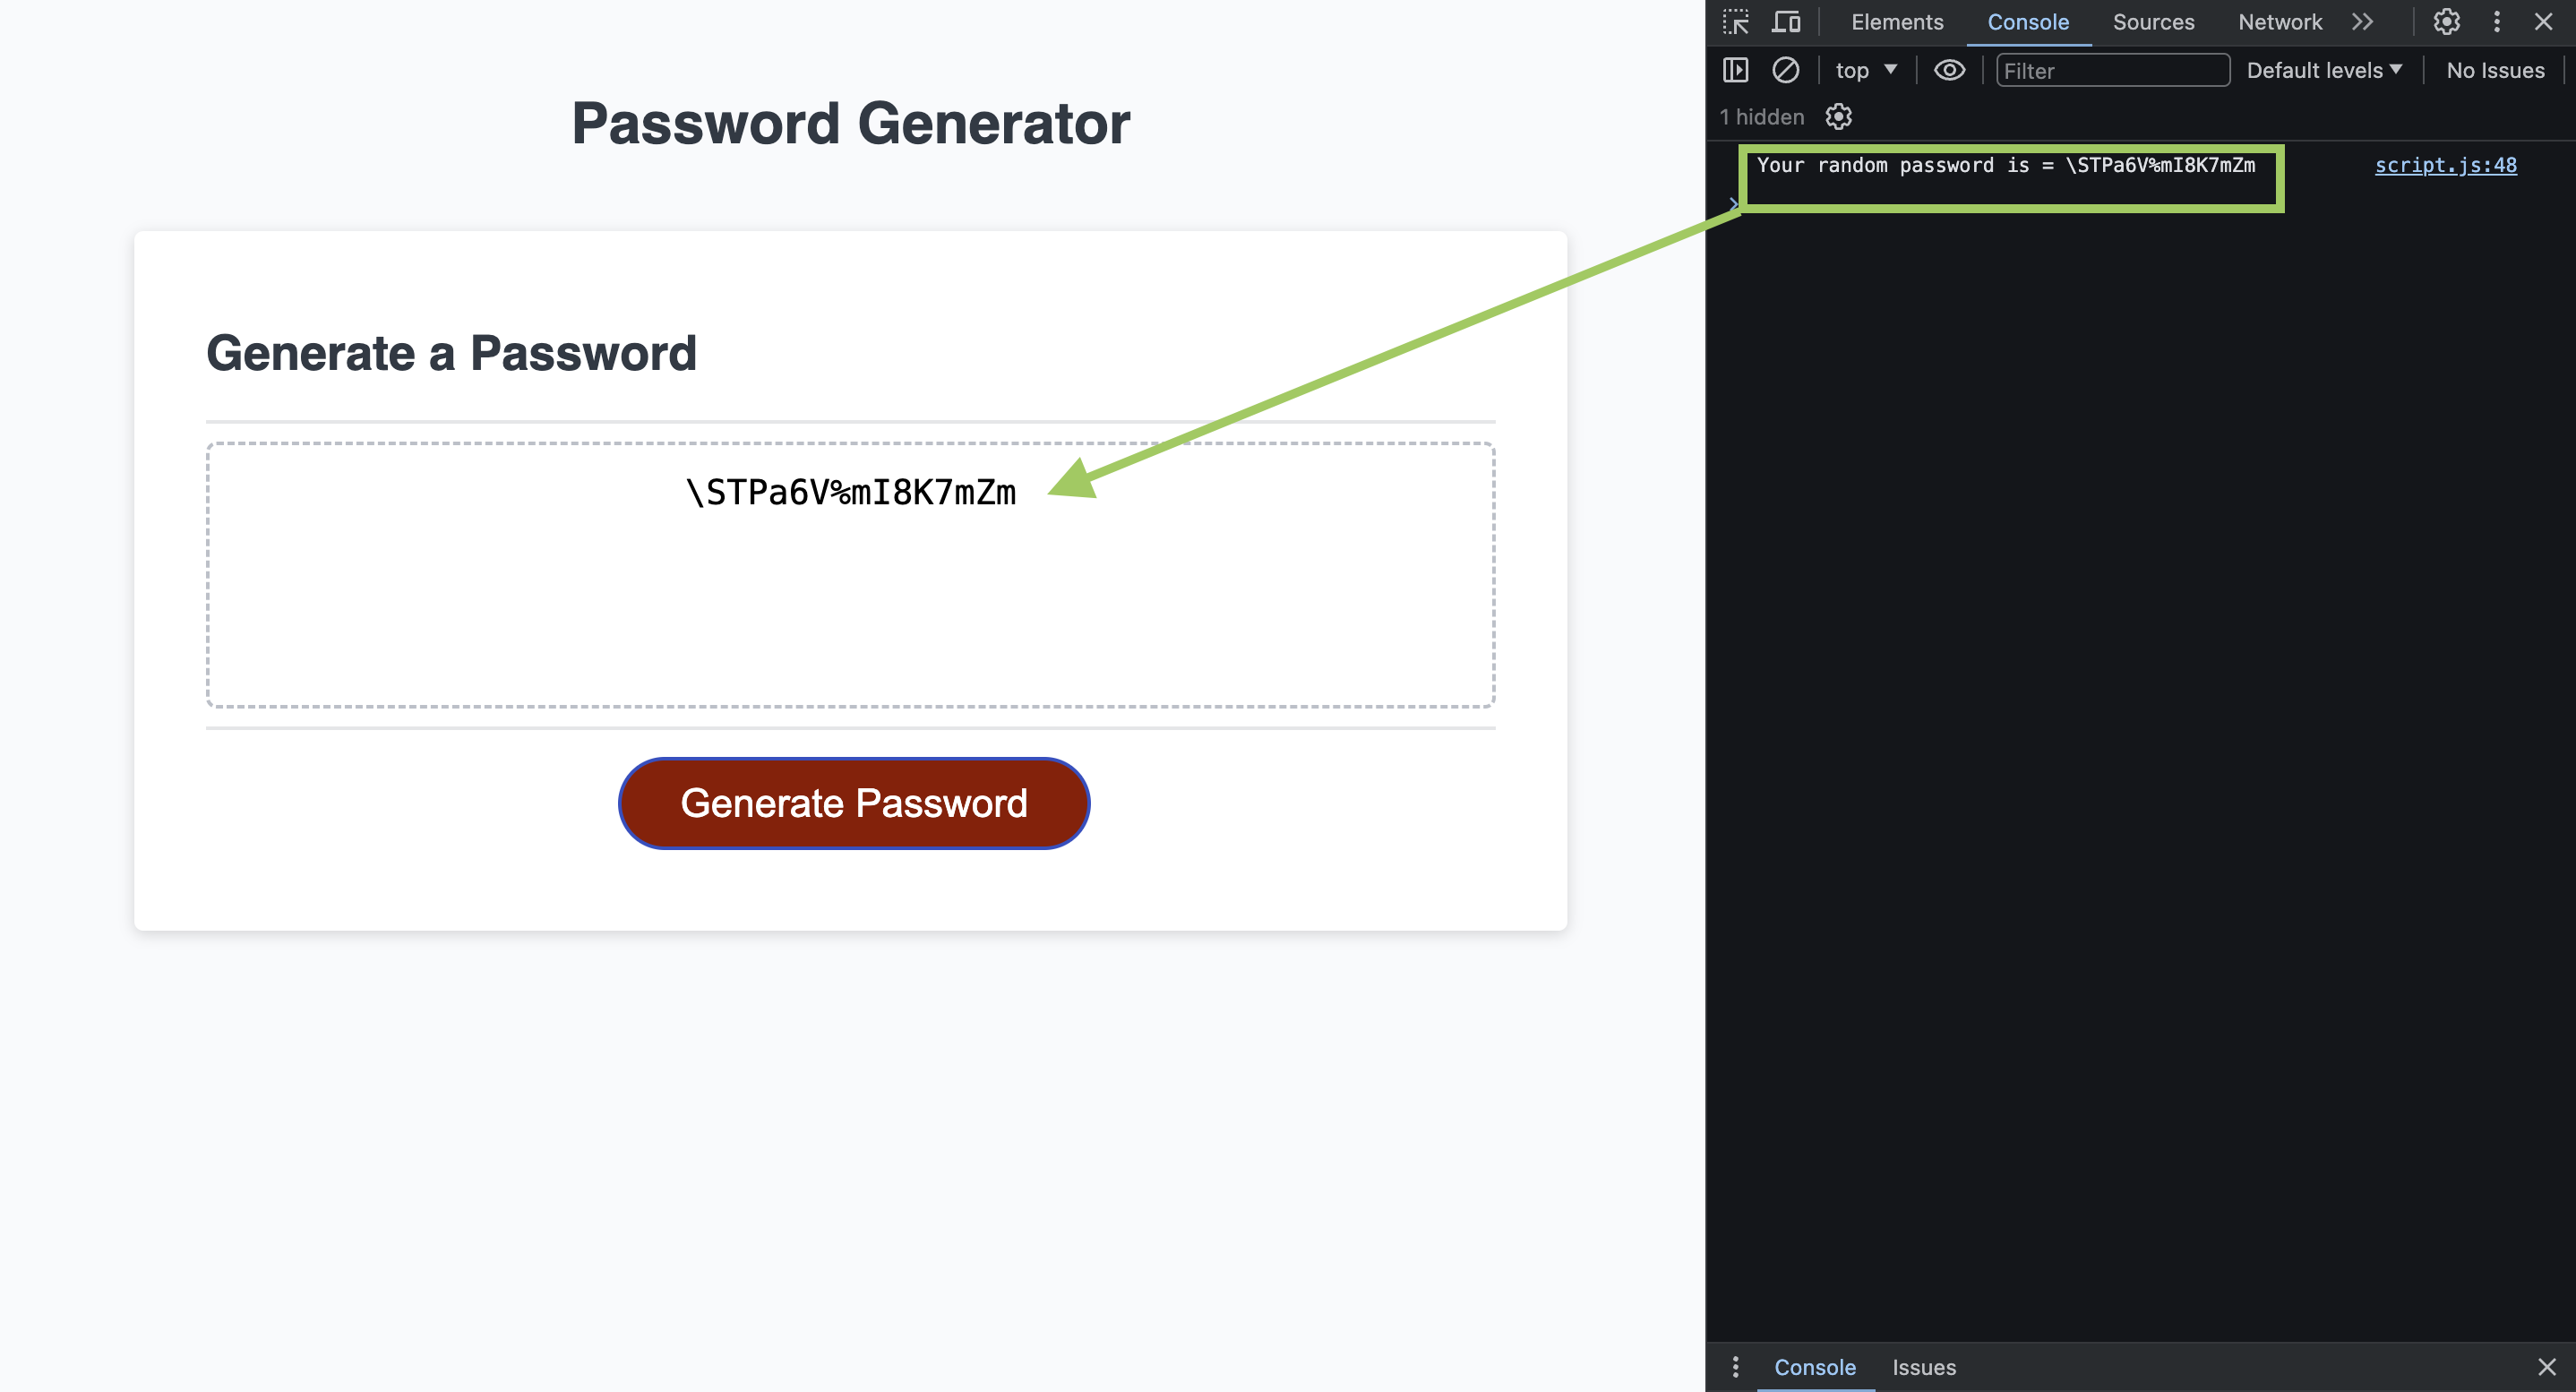 Password Generator
Generate a Password
\STPa6V%mI8K7mZm
Generate Password
Elements Console Sources Network
top Filter Default levels No Issues
1 hidden
Your random password is = \STPa6V%mI8K7mZm script.js:48
Console Issues